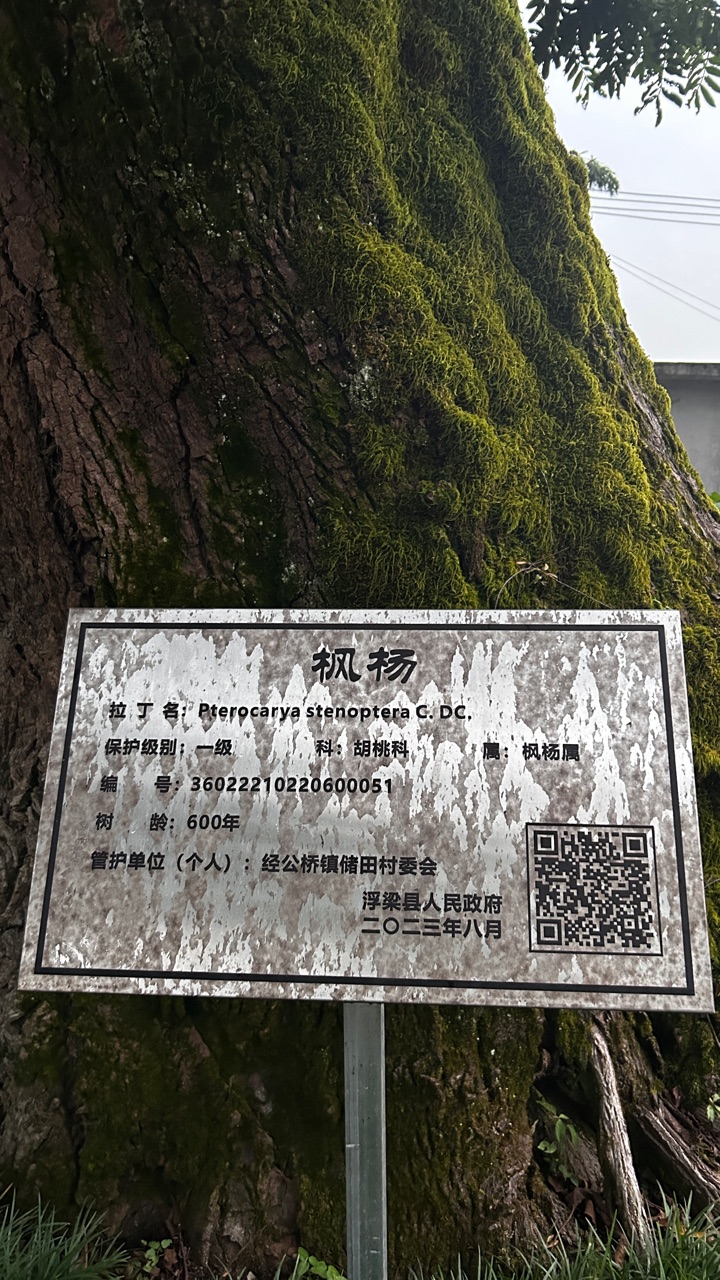 枫杨
拉丁名：Pterocarya stenoptera C. DC.
保护级别：一级 科：胡桃科 属：枫杨属
编 号：36022210220600051
树 龄：600年
管护单位（个人）：经公桥镇储田村委会
浮梁县人民政府
二〇二三年八月